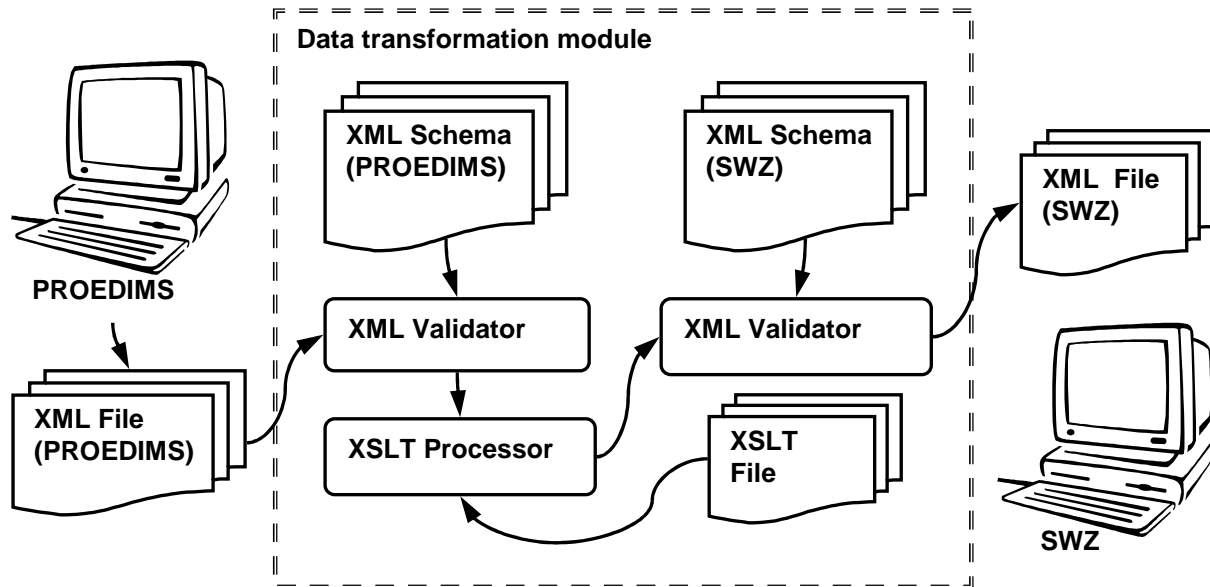 Data transformation module
XML Schema
(PROEDIMS)
XML Schema
(SWZ)
XML File
(SWZ)
PROEDIMS
XML Validator
XML Validator
XML File
(PROEDIMS)
XSLT Processor
XSLT
File
SWZ